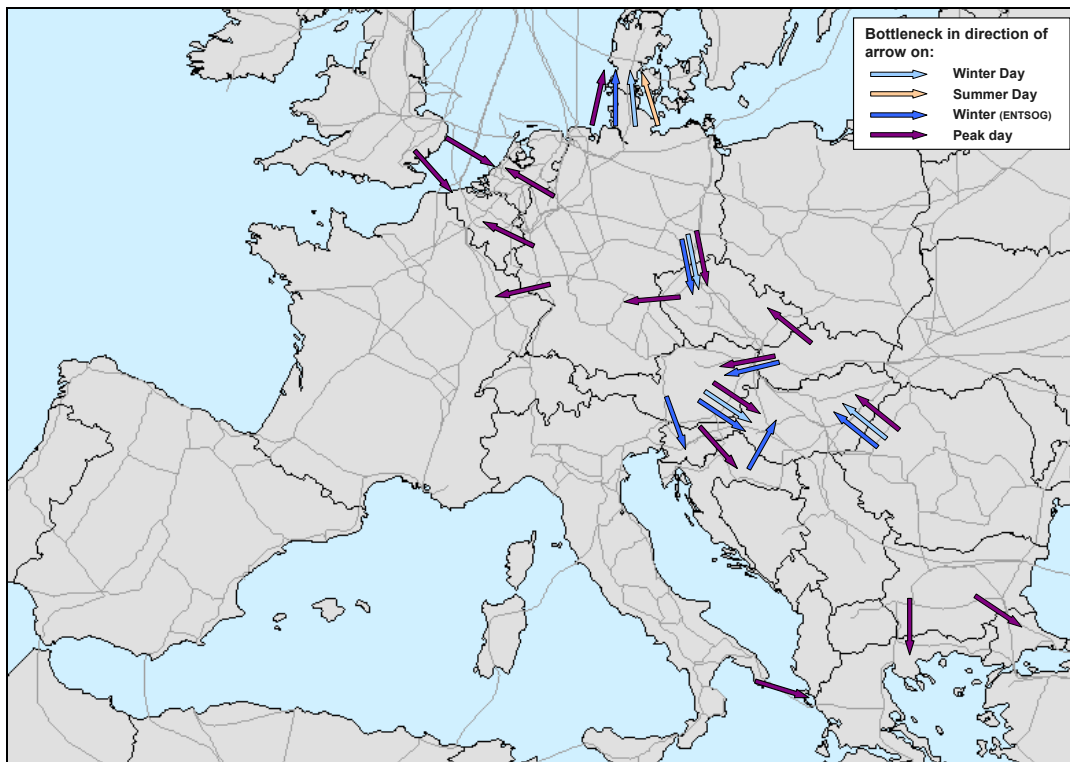 Bottleneck in direction of
arrow on:
Winter Day
Summer Day
Winter (ENTSOG)
Peak day